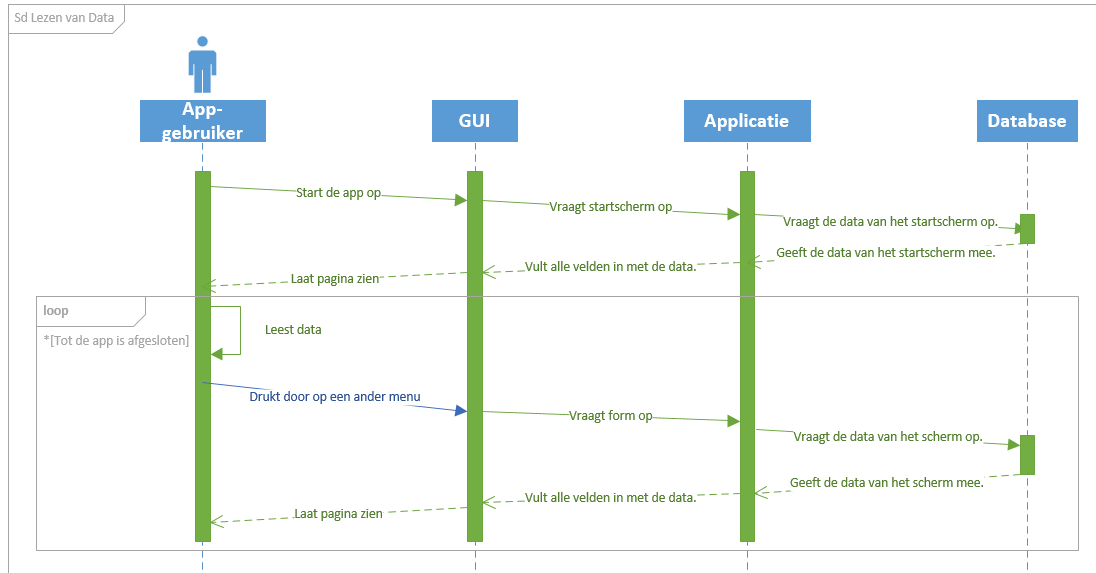 Sd Lezen van Data
App-
gebruiker
GUI
Applicatie
Database
Start de app op
Vraagt startscherm op
Vraagt de data van het startscherm op.
Geeft de data van het startscherm mee.
Vult alle velden in met de data.
Laat pagina zien
loop
*[Tot de app is afgesloten]
Leest data
Drukt door op een ander menu
Vraagt form op
Vraagt de data van het scherm op.
Geeft de data van het scherm mee.
Vult alle velden in met de data.
Laat pagina zien